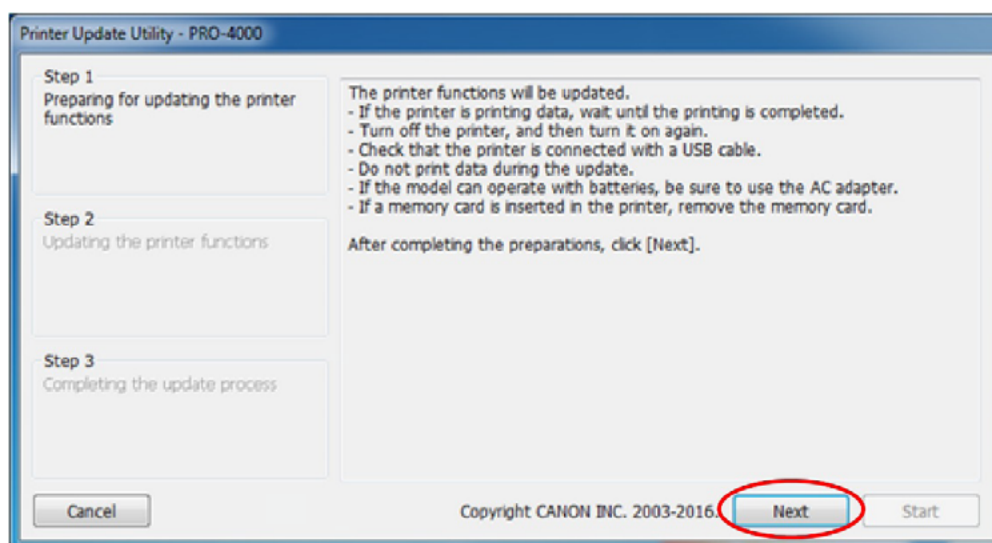 Printer Update Utility - PRO-4000
Step 1
Preparing for updating the printer
functions
Step 2
Updating the printer functions
Step 3
Completing the update process
The printer functions will be updated.
- If the printer is printing data, wait until the printing is completed.
- Turn off the printer, and then turn it on again.
- Check that the printer is connected with a USB cable.
- Do not print data during the update.
- If the model can operate with batteries, be sure to use the AC adapter.
- If a memory card is inserted in the printer, remove the memory card.
After completing the preparations, click [Next].
Cancel
Copyright CANON INC. 2003-2016.
Next
Start